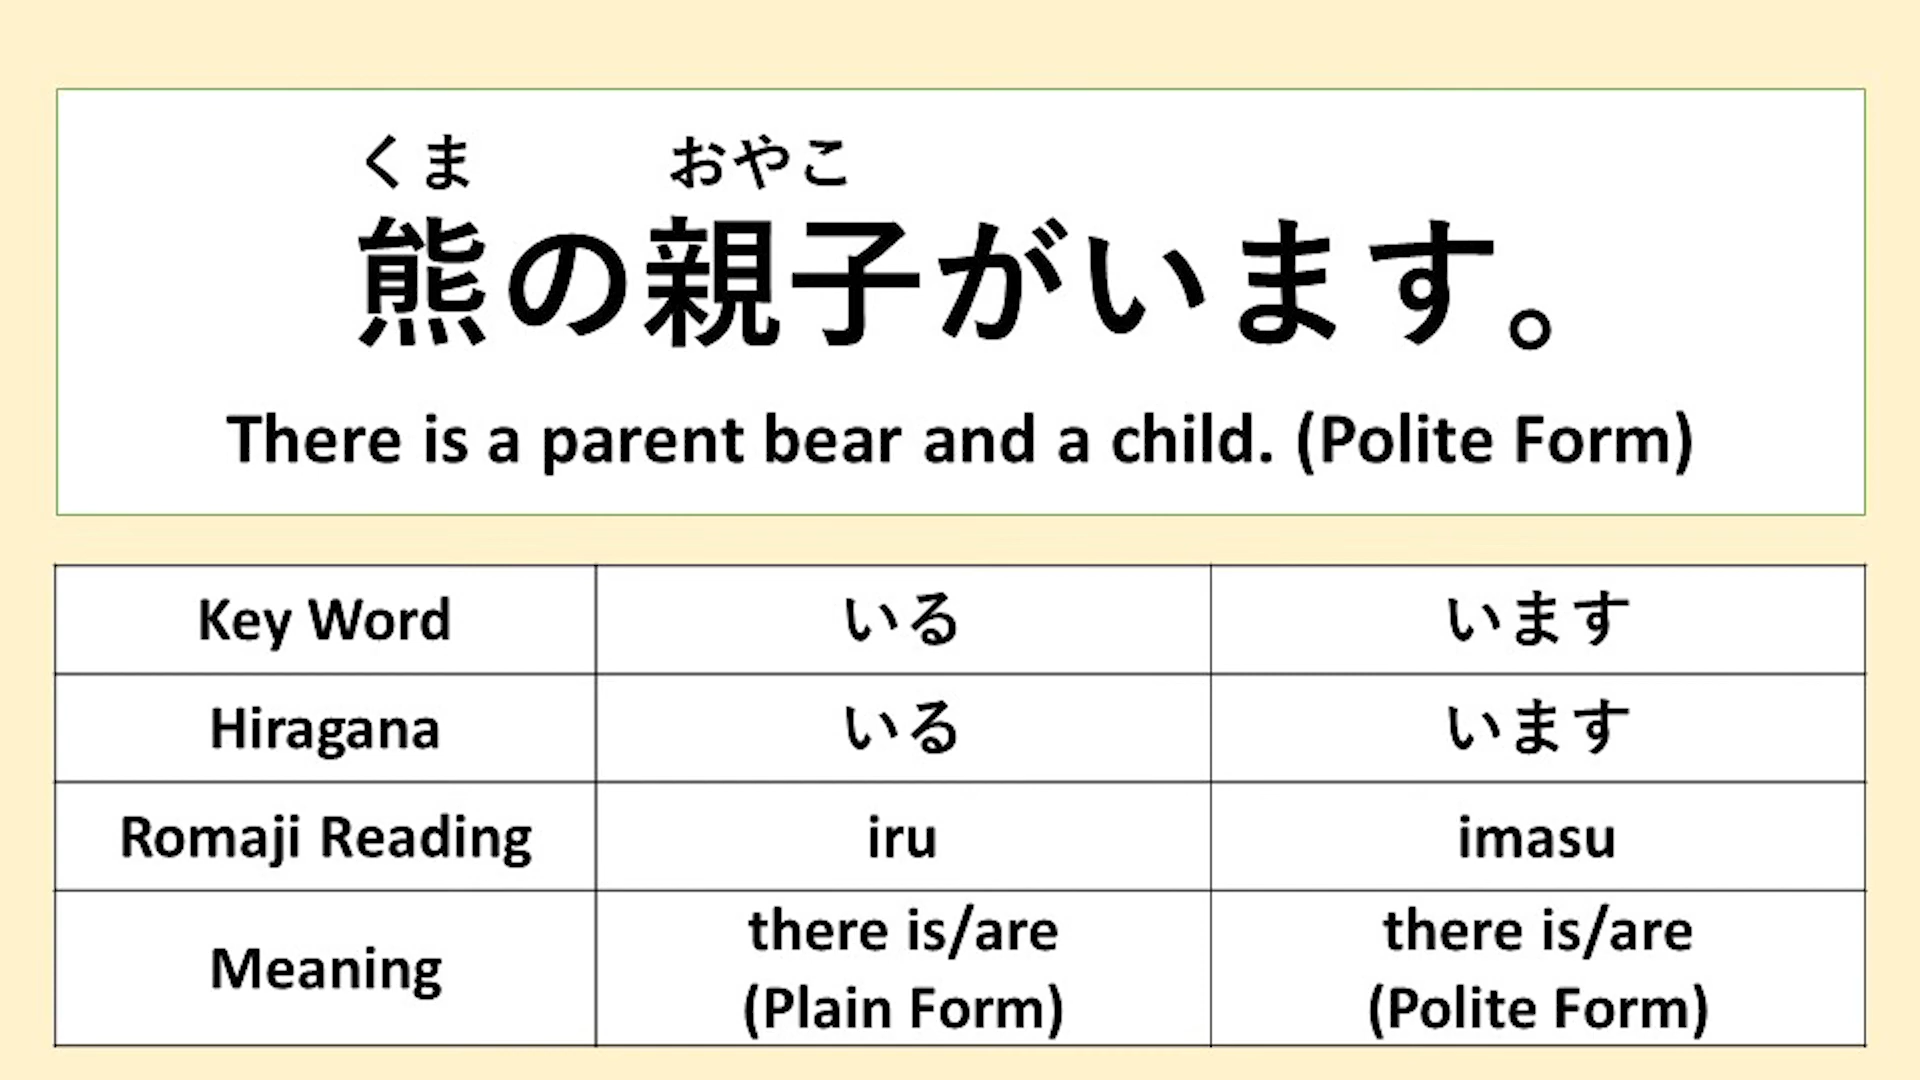 くま おやこ
熊の親子がいます。
There is a parent bear and a child. (Polite Form)
Key Word いる います
Hiragana いる います
Romaji Reading iru imasu
Meaning there is/are (Plain Form) there is/are (Polite Form)